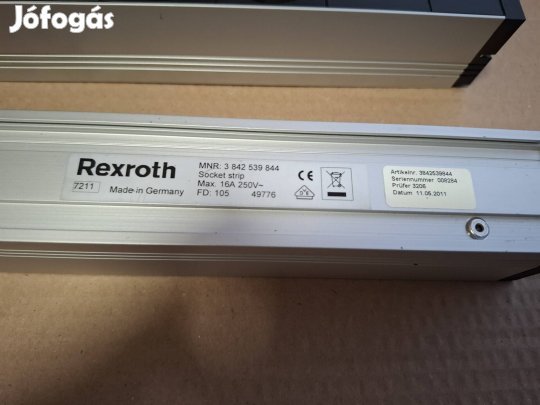 Jófogás
Rexroth
7211
Made in Germany
MNR: 3 842 539 844
Socket strip
Max. 16A 250V~
FD: 105 49776
CE
Artikelnr. 3842539844
Seriennummer 008284
Prüfer 3206
Datum 11.05.2011